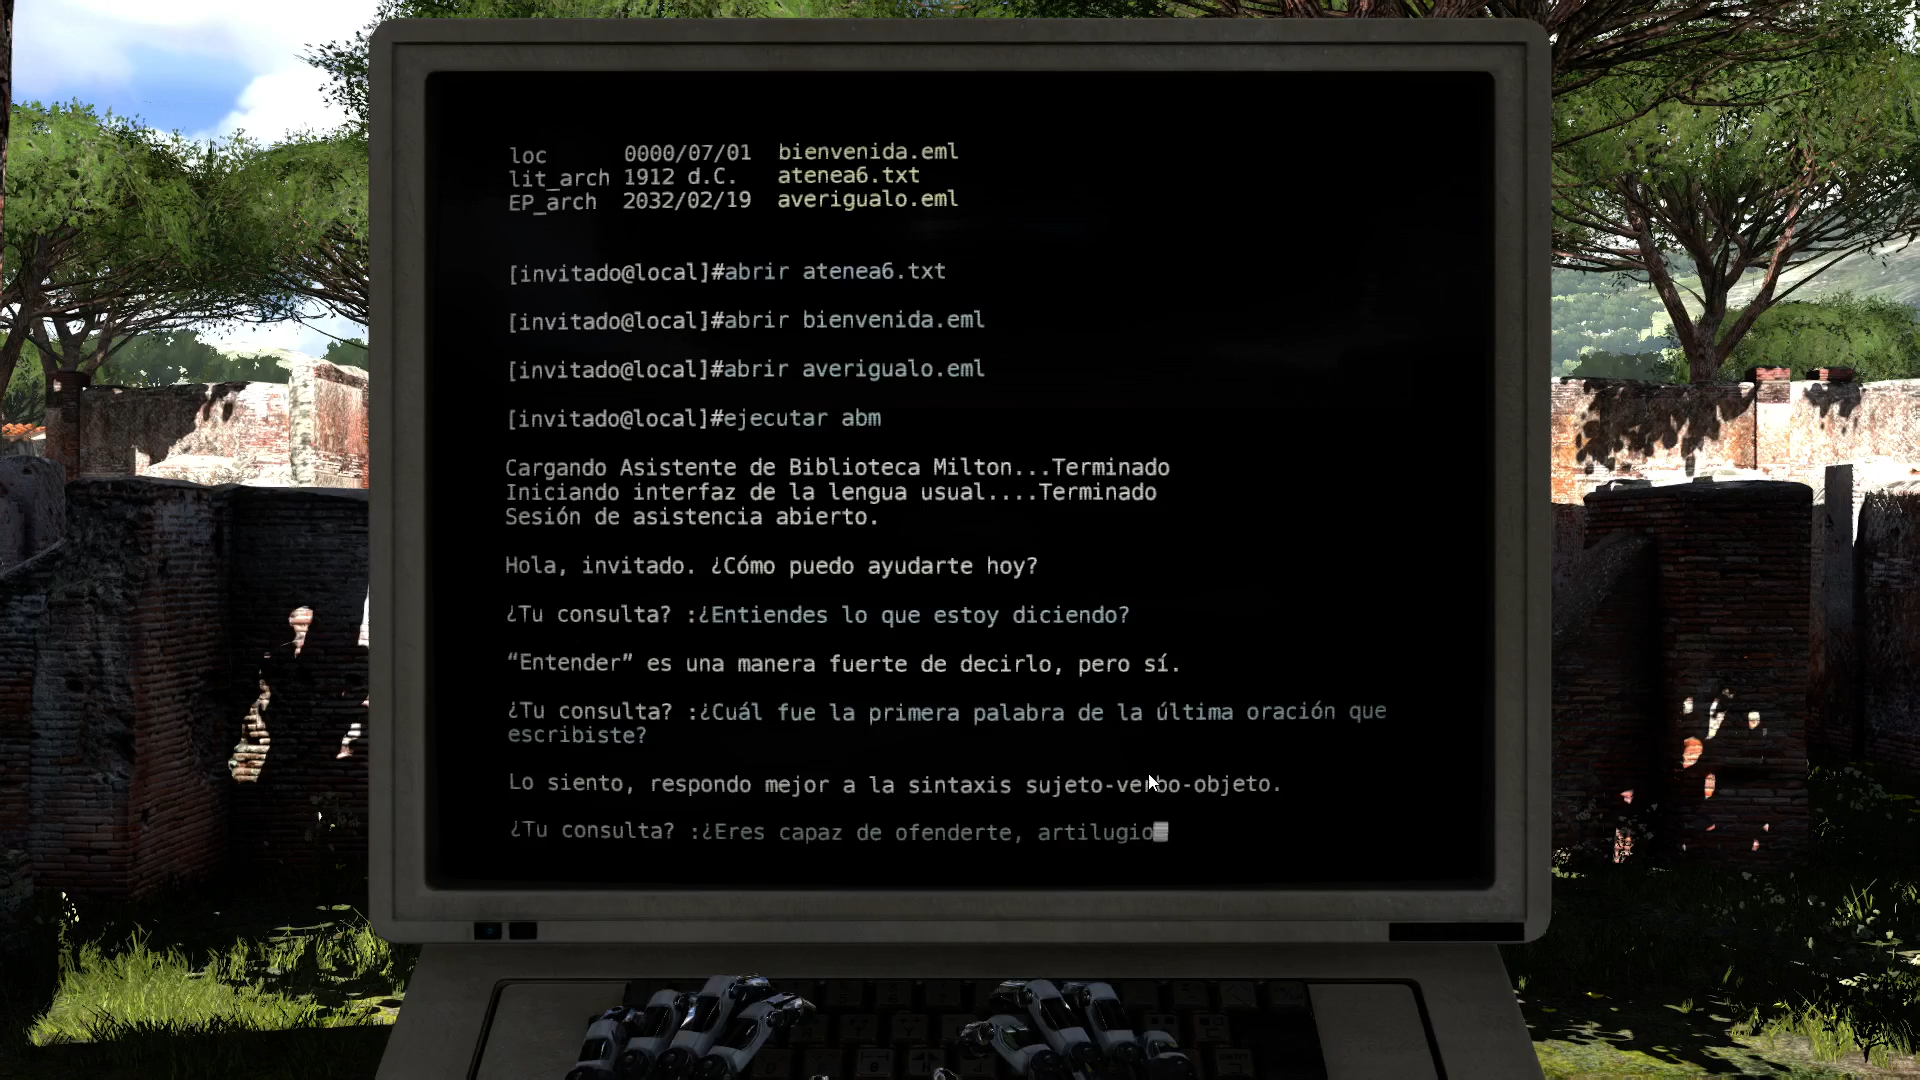 loc 0000/07/01 bienvenida.eml
lit_arch 1912 d.C. atenea6.txt
EP_arch 2032/02/19 averigualo.eml
[invitado@local]#abrir atenea6.txt
[invitado@local]#abrir bienvenida.eml
[invitado@local]#abrir averigualo.eml
[invitado@local]#ejecutar abm
Cargando Asistente de Biblioteca Milton...Terminado
Iniciando interfaz de la lengua usual....Terminado
Sesión de asistencia abierto.
Hola, invitado. ¿Cómo puedo ayudarte hoy?
¿Tu consulta? :¿Entiendes lo que estoy diciendo?
“Entender” es una manera fuerte de decirlo, pero sí.
¿Tu consulta? :¿Cuál fue la primera palabra de la última oración que
escribiste?
Lo siento, respondo mejor a la sintaxis sujeto-verbo-objeto.
¿Tu consulta? :¿Eres capaz de ofenderte, artilugio